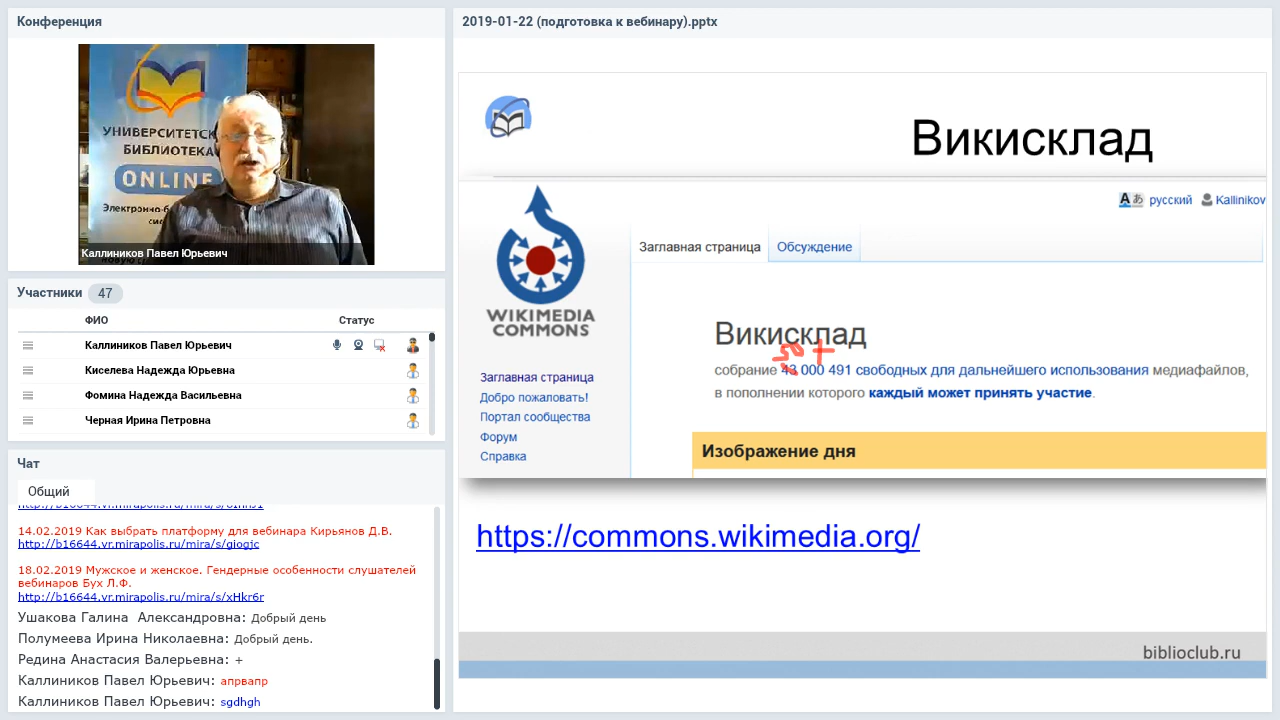 Конференция
УНИВЕРСИТЕТСК
БИБЛИОТЕКА
ONLINE
Каллиников Павел Юрьевич
Участники 47
ФИО Статус
Каллиников Павел Юрьевич
Киселева Надежда Юрьевна
Фомина Надежда Васильевна
Черная Ирина Петровна
Чат
Общий
14.02.2019 Как выбрать платформу для вебинара Кирьянов Д.В.
http://b16644.vr.mirapolis.ru/mira/s/giogjc
18.02.2019 Мужское и женское. Гендерные особенности слушателей
вебинаров Бух Л.Ф.
http://b16644.vr.mirapolis.ru/mira/s/xHkr6r
Ушакова Галина Александровна: Добрый день
Полумеева Ирина Николаевна: Добрый день.
Редина Анастасия Валерьевна: +
Каллиников Павел Юрьевич: апрвапр
Каллиников Павел Юрьевич: sgdhgh
2019-01-22 (подготовка к вебинару).pptx
Викисклад
русский Kallinikov
WIKIMEDIA
COMMONS
Заглавная страница Обсуждение
Викисклад
собрание 43 000 491 свободных для дальнейшего использования медиафайлов,
в пополнении которого каждый может принять участие.
Заглавная страница
Добро пожаловать!
Портал сообщества
Форум
Справка
Изображение дня
https://commons.wikimedia.org/
biblioclub.ru